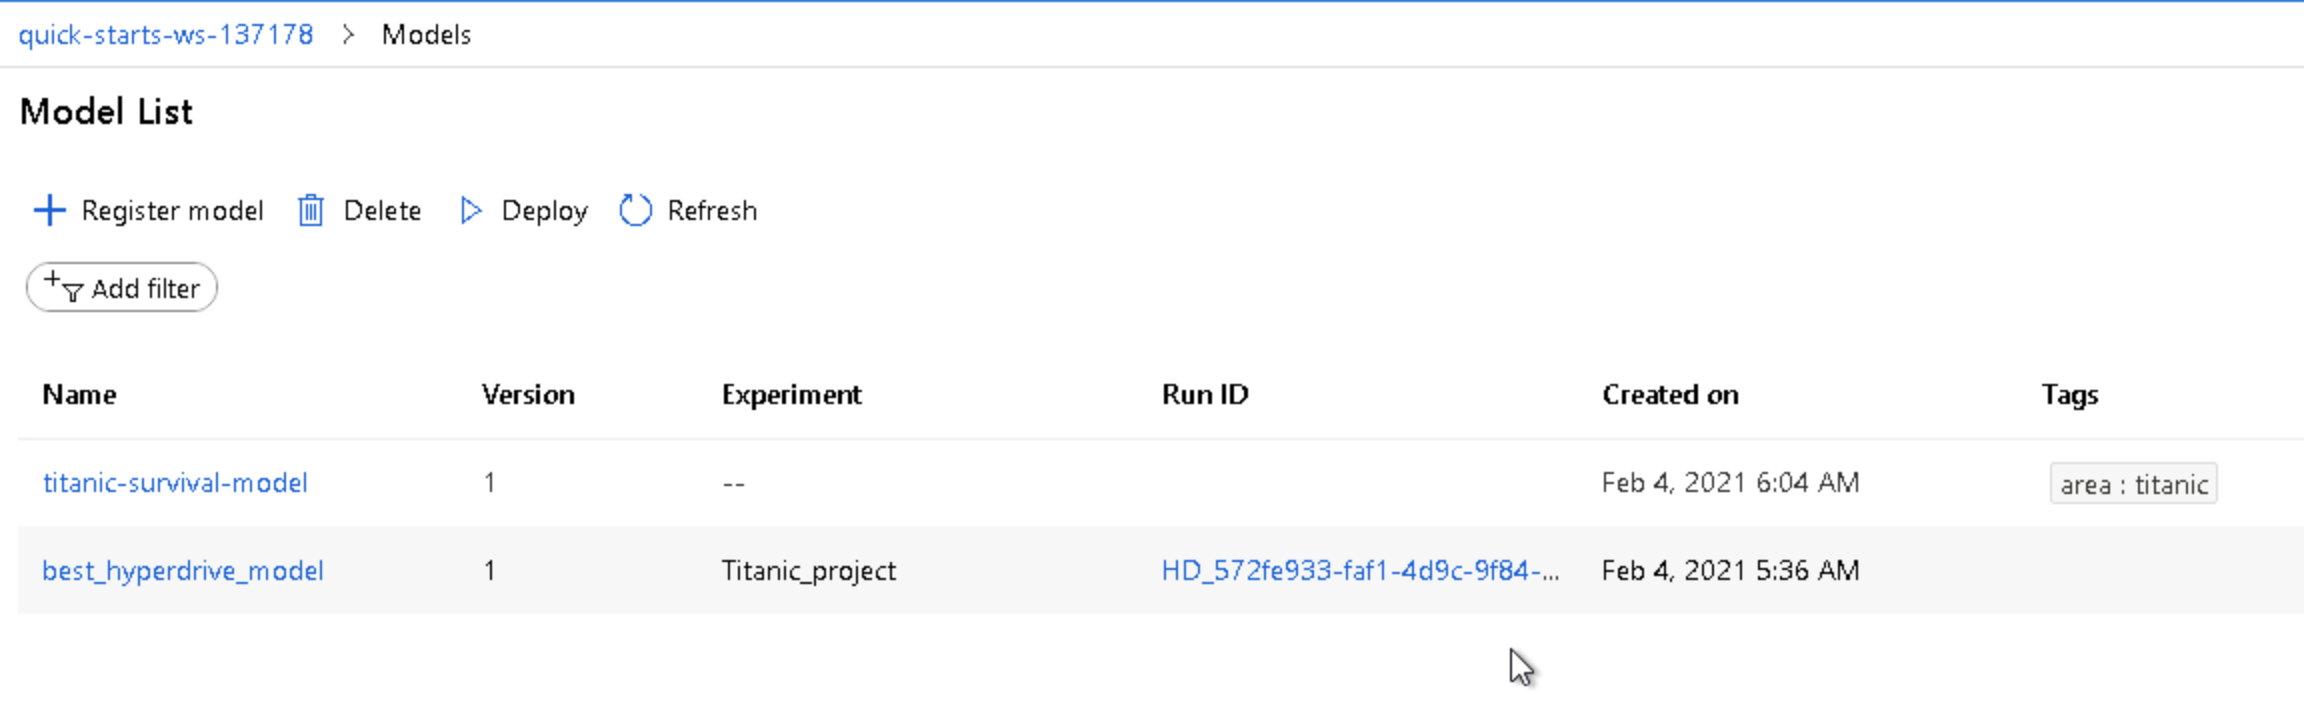 quick-starts-ws-137178 > Models
Model List
Register model Delete Deploy Refresh
Add filter
Name Version Experiment Run ID Created on Tags
titanic-survival-model 1 -- Feb 4, 2021 6:04 AM area : titanic
best_hyperdrive_model 1 Titanic_project HD_572fe933-faf1-4d9c-9f84-... Feb 4, 2021 5:36 AM